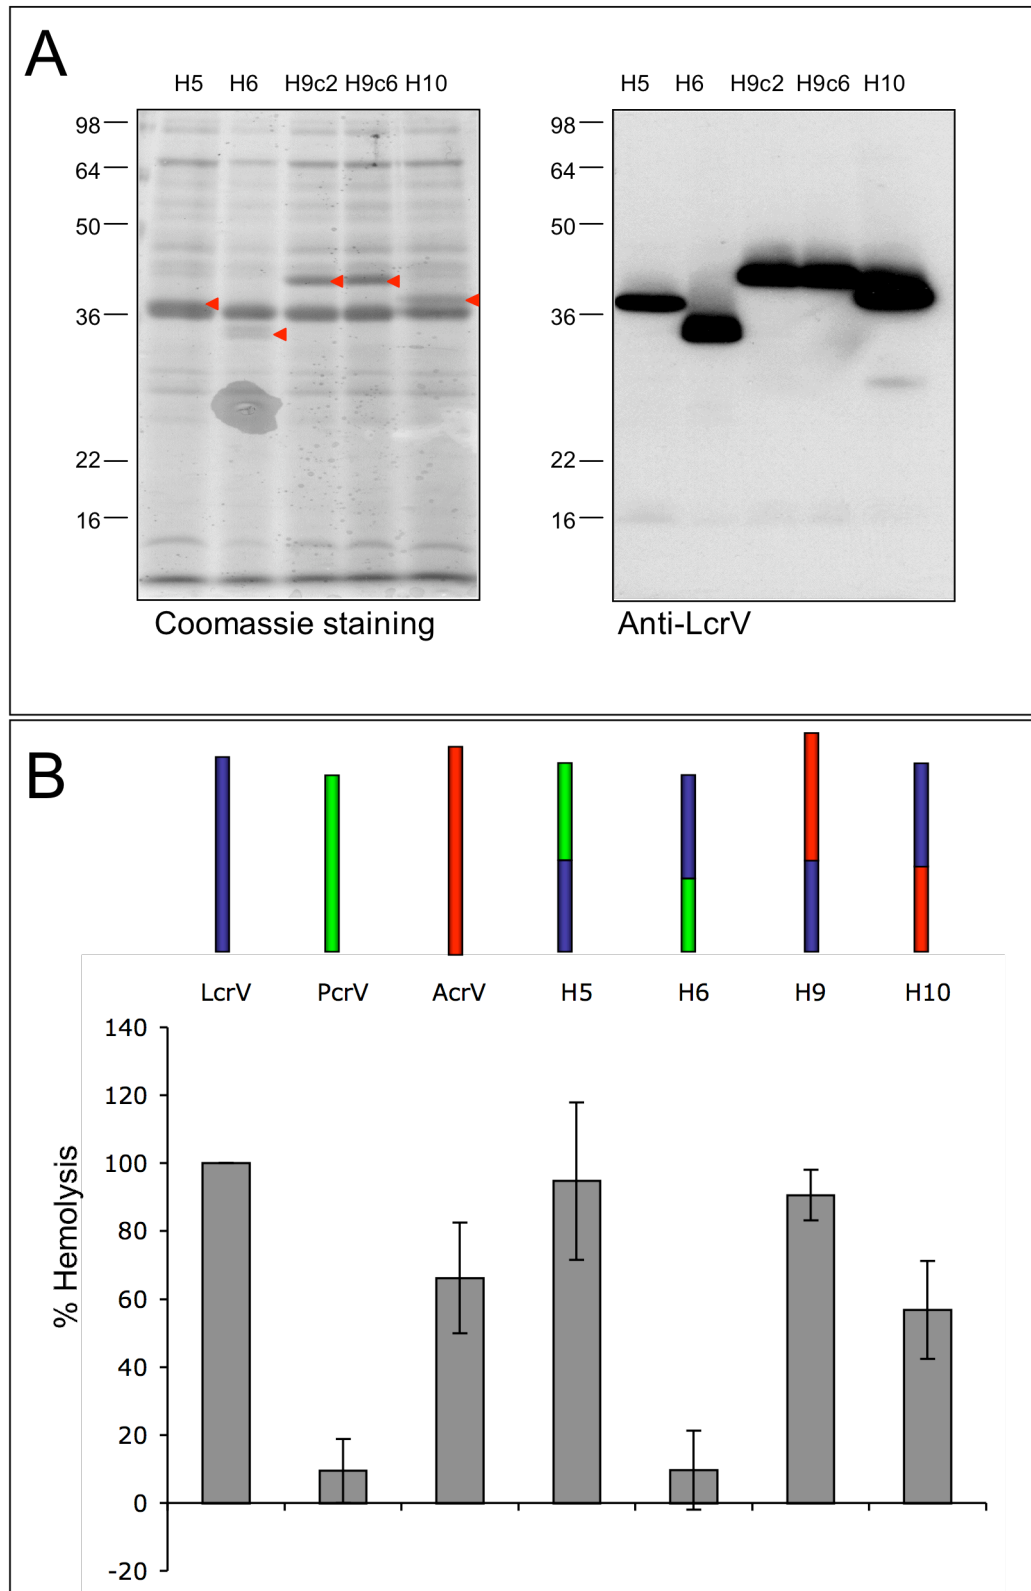 A
H5 H6 H9c2 H9c6 H10
98
64
50
36
22
16
Coomassie staining
H5 H6 H9c2 H9c6 H10
98
64
50
36
22
16
Anti-LcrV
B
LcrV PcrV AcrV H5 H6 H9 H10
% Hemolysis
140
120
100
80
60
40
20
0
-20